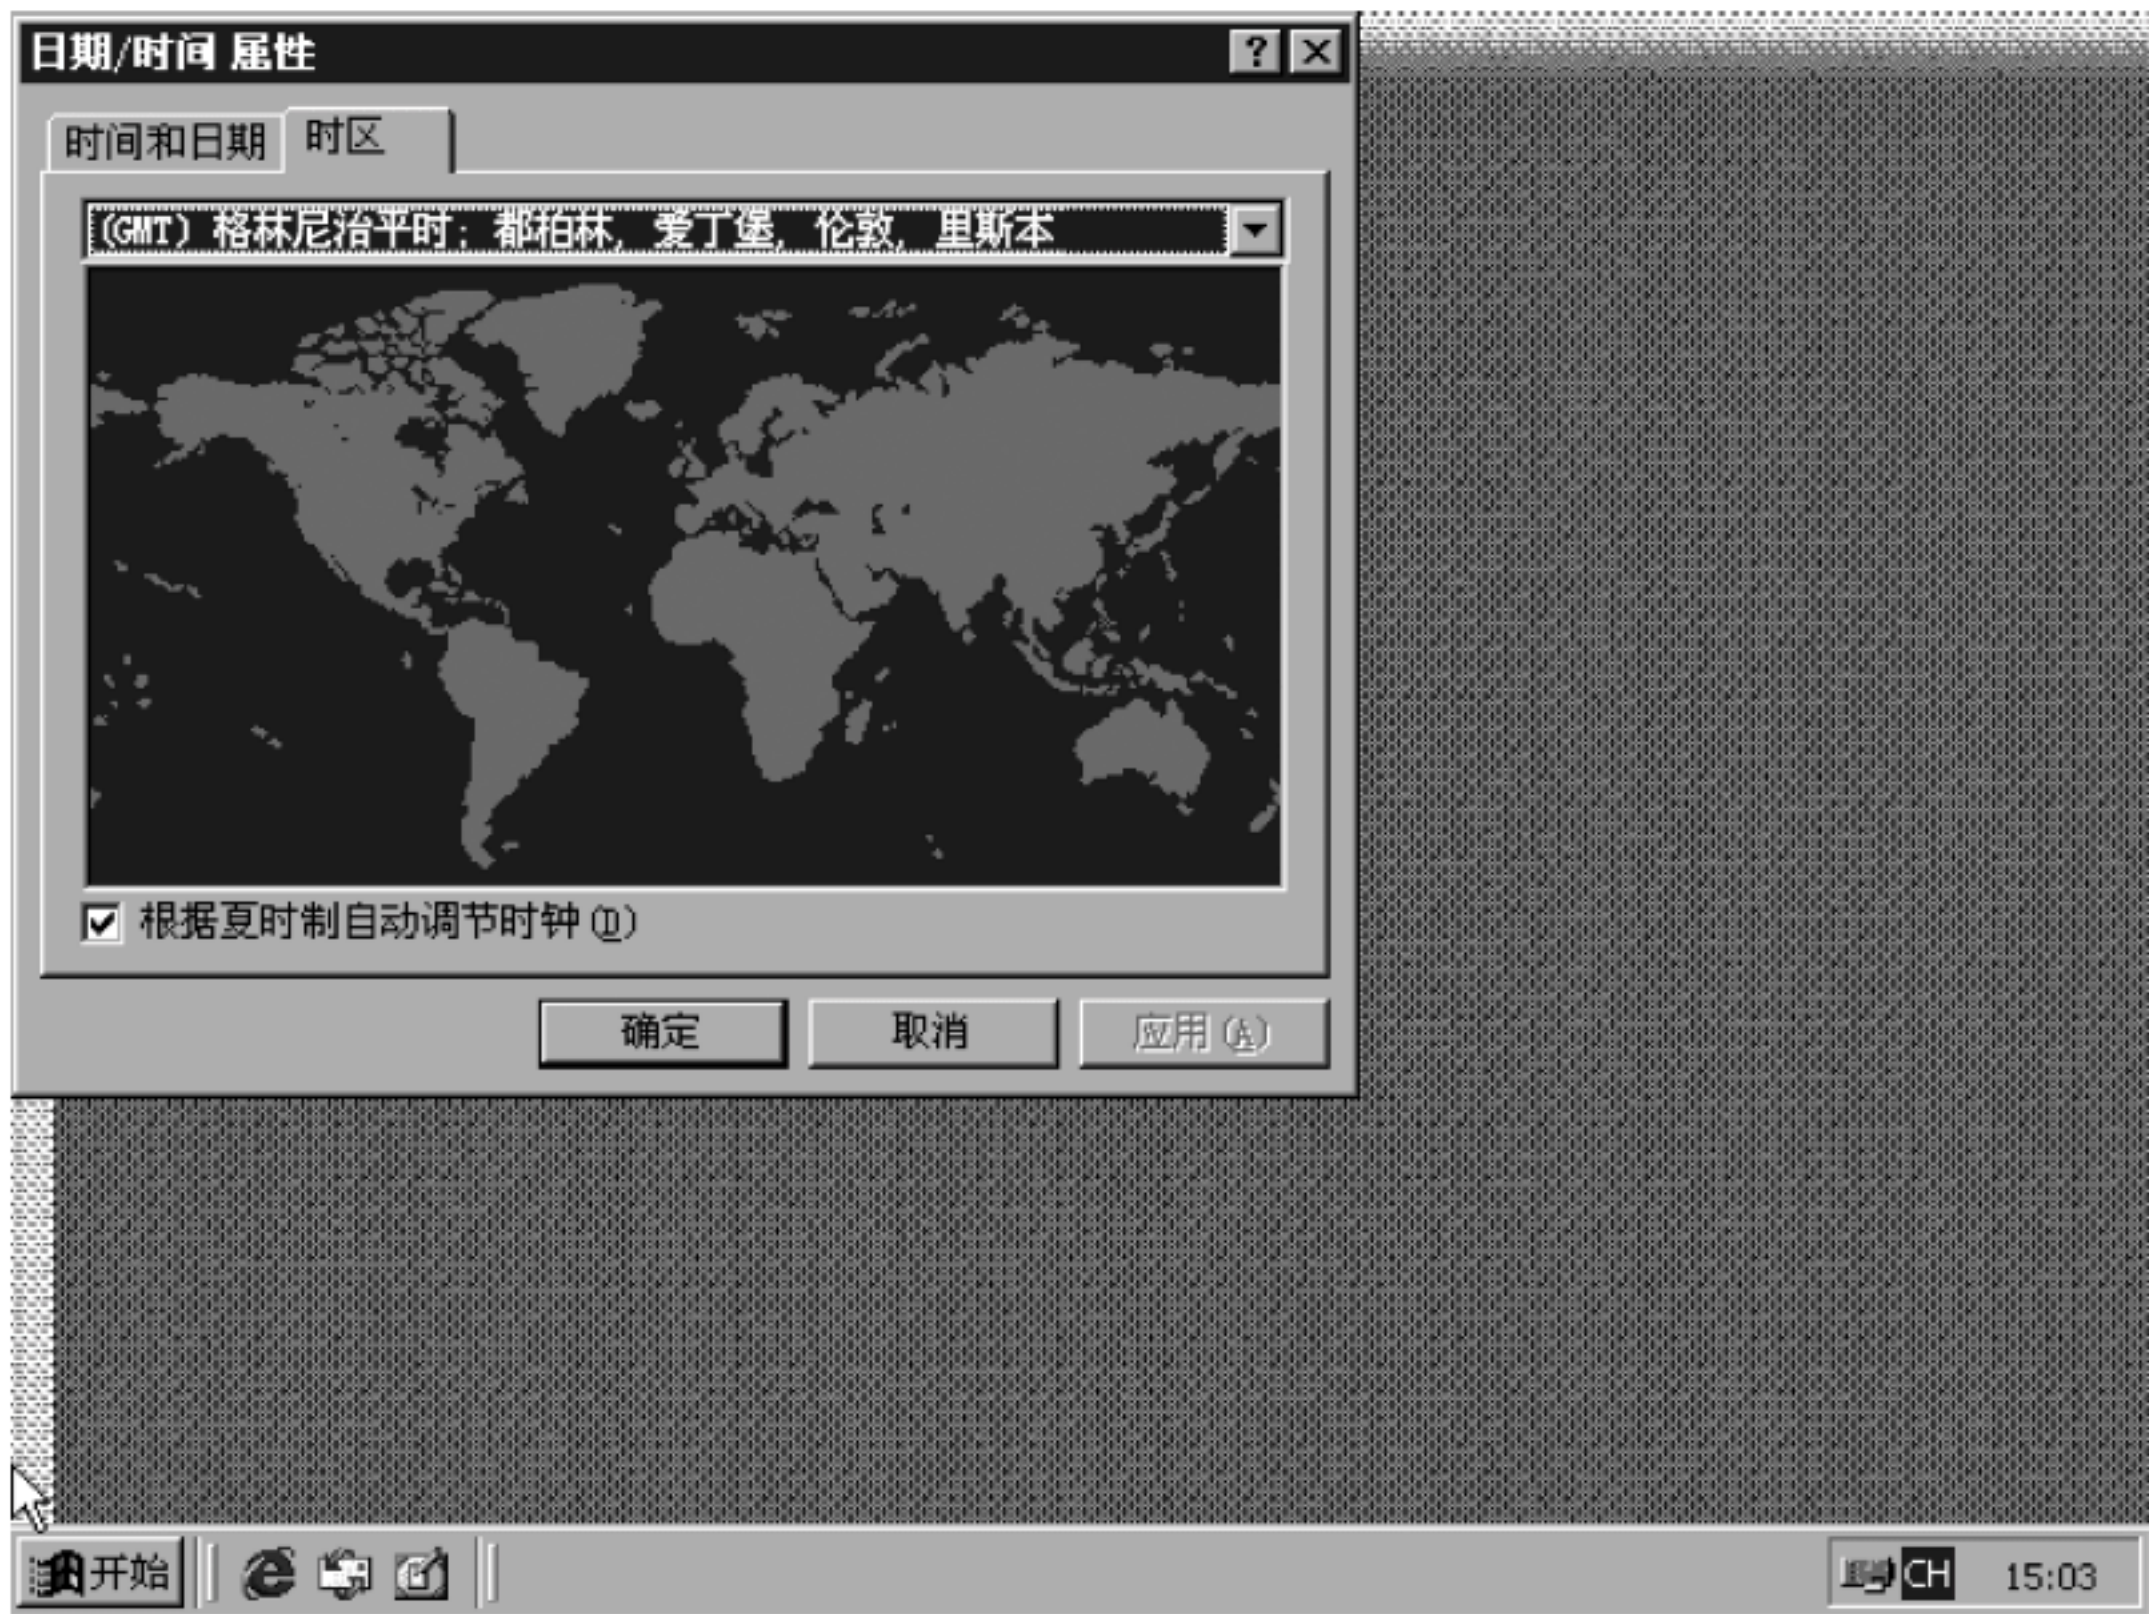 日期/时间 属性
时间和日期
时区
(GMT) 格林尼治平时; 都柏林, 爱丁堡, 伦敦, 里斯本
根据夏时制自动调节时钟(D)
确定
取消
应用(A)
开始
CH
15:03